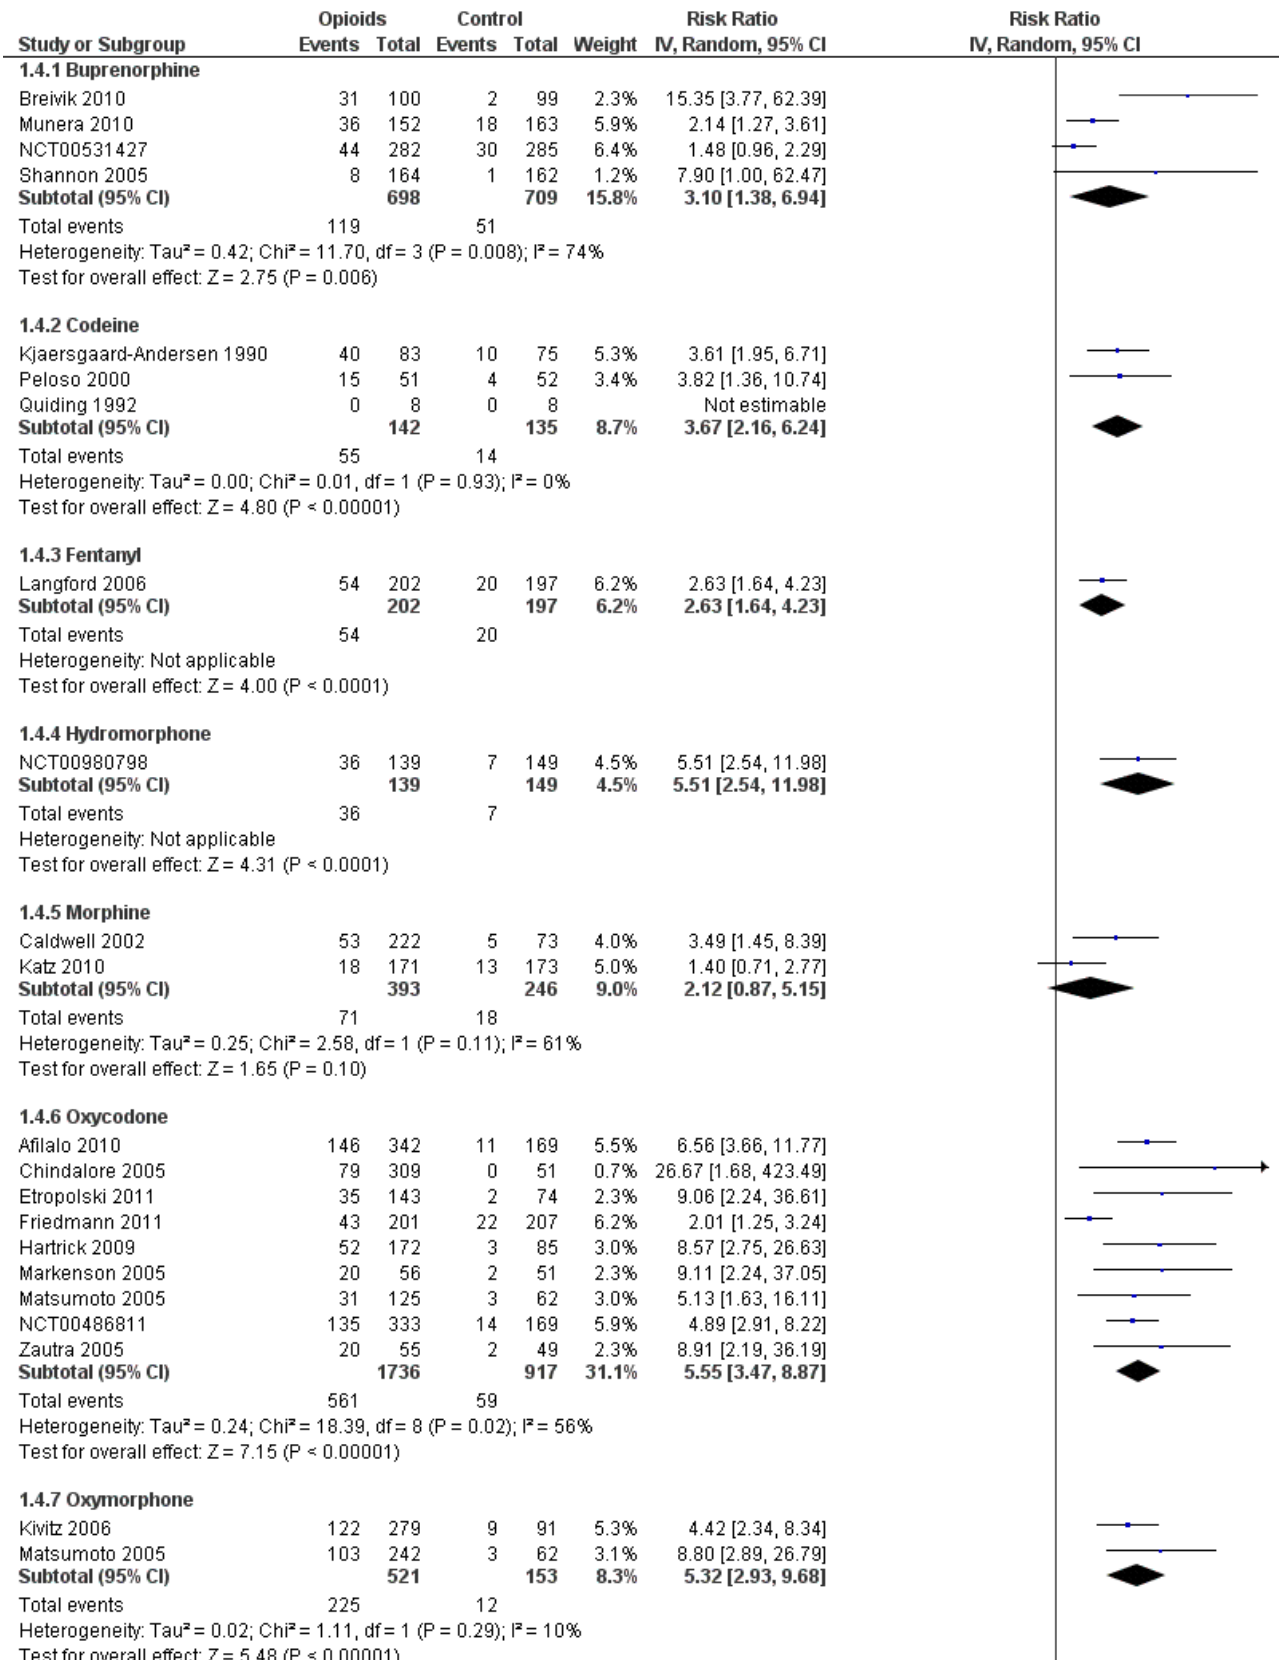 Opioids Control Risk Ratio Risk Ratio
Study or Subgroup Events Total Events Total Weight IV, Random, 95% CI IV, Random, 95% CI
1.4.1 Buprenorphine
Breivik 2010 31 100 2 99 2.3% 15.35 [3.77, 62.39]
Munera 2010 36 152 18 163 5.9% 2.14 [1.27, 3.61]
NCT00531427 44 282 30 285 6.4% 1.48 [0.96, 2.29]
Shannon 2005 8 164 1 162 1.2% 7.90 [1.00, 62.47]
Subtotal (95% CI) 698 709 15.8% 3.10 [1.38, 6.94]
Total events 119 51
Heterogeneity: Tau² = 0.42; Chi² = 11.70, df = 3 (P = 0.008); I² = 74%
Test for overall effect: Z = 2.75 (P = 0.006)
1.4.2 Codeine
Kjaersgaard-Andersen 1990 40 83 10 75 5.3% 3.61 [1.95, 6.71]
Peloso 2000 15 51 4 52 3.4% 3.82 [1.36, 10.74]
Quiding 1992 0 8 0 8 Not estimable
Subtotal (95% CI) 142 135 8.7% 3.67 [2.16, 6.24]
Total events 55 14
Heterogeneity: Tau² = 0.00; Chi² = 0.01, df = 1 (P = 0.93); I² = 0%
Test for overall effect: Z = 4.80 (P < 0.00001)
1.4.3 Fentanyl
Langford 2006 54 202 20 197 6.2% 2.63 [1.64, 4.23]
Subtotal (95% CI) 202 197 6.2% 2.63 [1.64, 4.23]
Total events 54 20
Heterogeneity: Not applicable
Test for overall effect: Z = 4.00 (P < 0.0001)
1.4.4 Hydromorphone
NCT00980798 36 139 7 149 4.5% 5.51 [2.54, 11.98]
Subtotal (95% CI) 139 149 4.5% 5.51 [2.54, 11.98]
Total events 36 7
Heterogeneity: Not applicable
Test for overall effect: Z = 4.31 (P < 0.0001)
1.4.5 Morphine
Caldwell 2002 53 222 5 73 4.0% 3.49 [1.45, 8.39]
Katz 2010 18 171 13 173 5.0% 1.40 [0.71, 2.77]
Subtotal (95% CI) 393 246 9.0% 2.12 [0.87, 5.15]
Total events 71 18
Heterogeneity: Tau² = 0.25; Chi² = 2.58, df = 1 (P = 0.11); I² = 61%
Test for overall effect: Z = 1.65 (P = 0.10)
1.4.6 Oxycodone
Afilalo 2010 146 342 11 169 5.5% 6.56 [3.66, 11.77]
Chindalore 2005 79 309 0 51 0.7% 26.67 [1.68, 423.49]
Etropolski 2011 35 143 2 74 2.3% 9.06 [2.24, 36.61]
Friedmann 2011 43 201 22 207 6.2% 2.01 [1.25, 3.24]
Hartrick 2009 52 172 3 85 3.0% 8.57 [2.75, 26.63]
Markenson 2005 20 56 2 51 2.3% 9.11 [2.24, 37.05]
Matsumoto 2005 31 125 3 62 3.0% 5.13 [1.63, 16.11]
NCT00486811 135 333 14 169 5.9% 4.89 [2.91, 8.22]
Zautra 2005 20 55 2 49 2.3% 8.91 [2.19, 36.19]
Subtotal (95% CI) 1736 917 31.1% 5.55 [3.47, 8.87]
Total events 561 59
Heterogeneity: Tau² = 0.24; Chi² = 18.39, df = 8 (P = 0.02); I² = 56%
Test for overall effect: Z = 7.15 (P < 0.00001)
1.4.7 Oxymorphone
Kivitz 2006 122 279 9 91 5.3% 4.42 [2.34, 8.34]
Matsumoto 2005 103 242 3 62 3.1% 8.80 [2.89, 26.79]
Subtotal (95% CI) 521 153 8.3% 5.32 [2.93, 9.68]
Total events 225 12
Heterogeneity: Tau² = 0.02; Chi² = 1.11, df = 1 (P = 0.29); I² = 10%
Test for overall effect: Z = 5.48 (P < 0.00001)